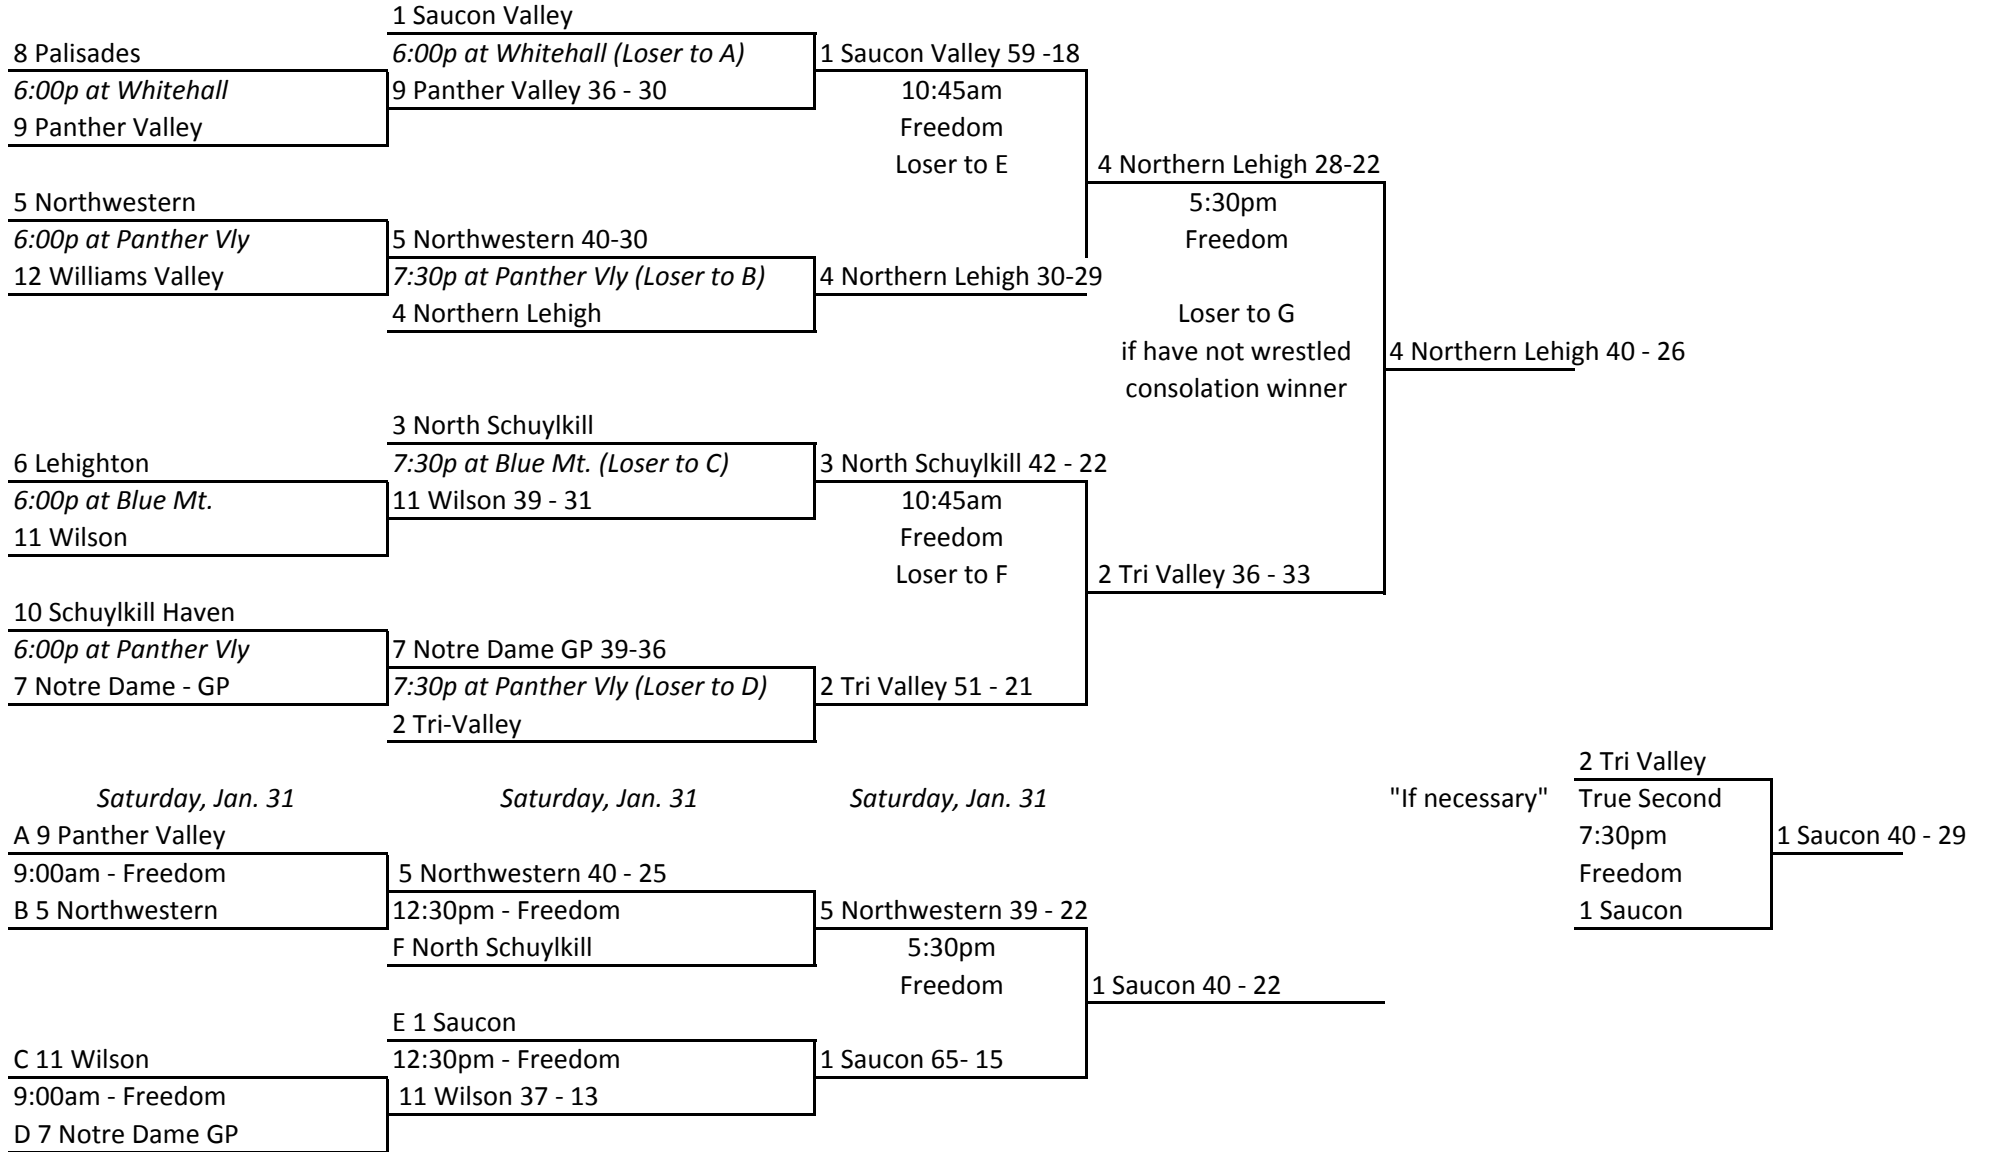 1 Saucon Valley
8 Palisades
6:00p at Whitehall (Loser to A)
1 Saucon Valley 59 -18
6:00p at Whitehall
9 Panther Valley 36 - 30
10:45am
9 Panther Valley
Freedom
Loser to E
4 Northern Lehigh 28-22
5 Northwestern
5:30pm
6:00p at Panther Vly
5 Northwestern 40-30
Freedom
12 Williams Valley
7:30p at Panther Vly (Loser to B)
4 Northern Lehigh 30-29
4 Northern Lehigh
Loser to G
if have not wrestled
4 Northern Lehigh 40 - 26
consolation winner
3 North Schuylkill
6 Lehighton
7:30p at Blue Mt. (Loser to C)
3 North Schuylkill 42 - 22
6:00p at Blue Mt.
11 Wilson 39 - 31
10:45am
11 Wilson
Freedom
Loser to F
2 Tri Valley 36 - 33
10 Schuylkill Haven
6:00p at Panther Vly
7 Notre Dame GP 39-36
7 Notre Dame - GP
7:30p at Panther Vly (Loser to D)
2 Tri Valley 51 - 21
2 Tri-Valley
2 Tri Valley
Saturday, Jan. 31
Saturday, Jan. 31
Saturday, Jan. 31
"If necessary"
True Second
A 9 Panther Valley
7:30pm
1 Saucon 40 - 29
9:00am - Freedom
5 Northwestern 40 - 25
Freedom
B 5 Northwestern
12:30pm - Freedom
5 Northwestern 39 - 22
1 Saucon
F North Schuylkill
5:30pm
Freedom
1 Saucon 40 - 22
E 1 Saucon
C 11 Wilson
12:30pm - Freedom
1 Saucon 65- 15
9:00am - Freedom
11 Wilson 37 - 13
D 7 Notre Dame GP